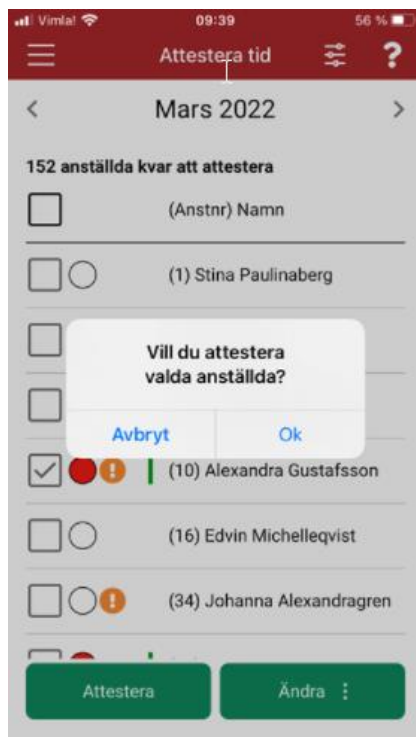 Vimla! 09:39 56 %
Attestera tid ?
< Mars 2022 >
152 anställda kvar att attestera
(Anstnr) Namn
(1) Stina Paulinaberg
Vill du attestera
valda anställda?
Avbryt Ok
! (10) Alexandra Gustafsson
(16) Edvin Michelleqvist
! (34) Johanna Alexandragren
Attestera Ändra